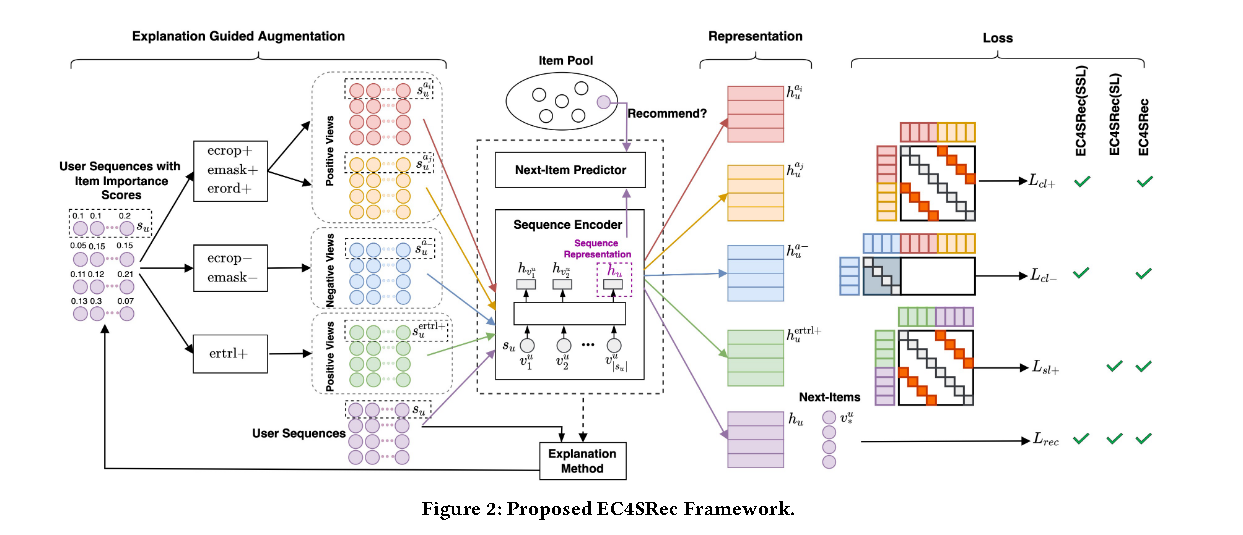 Explanation Guided Augmentation
Representation
Loss
Item Pool
Recommend?
EC4SRec(SSL)
EC4SRec(SL)
EC4SRec
User Sequences with
Item Importance
Scores
0.1 0.1 0.2
s_u
0.05 0.15 0.15
0.11 0.12 0.21
0.13 0.3 0.07
ecrop+
emask+
erord+
ecrop−
emask−
ertrl+
Positive Views
s_u^{a_i}
s_u^{a_j}
Negative Views
s_u^{a−}
Positive Views
s_u^{ertrl+}
User Sequences
s_u
Next-Item Predictor
Sequence Encoder
Sequence
Representation
h_{v_1^u} h_{v_2^u} h_u
s_u
v_1^u v_2^u ··· v_{|s_u|}^u
Explanation
Method
h_u^{a_i}
h_u^{a_j}
h_u^{a−}
h_u^{ertrl+}
h_u
Next-Items
v_*^u
L_{cl+}
L_{cl−}
L_{sl+}
L_{rec}
Figure 2: Proposed EC4SRec Framework.